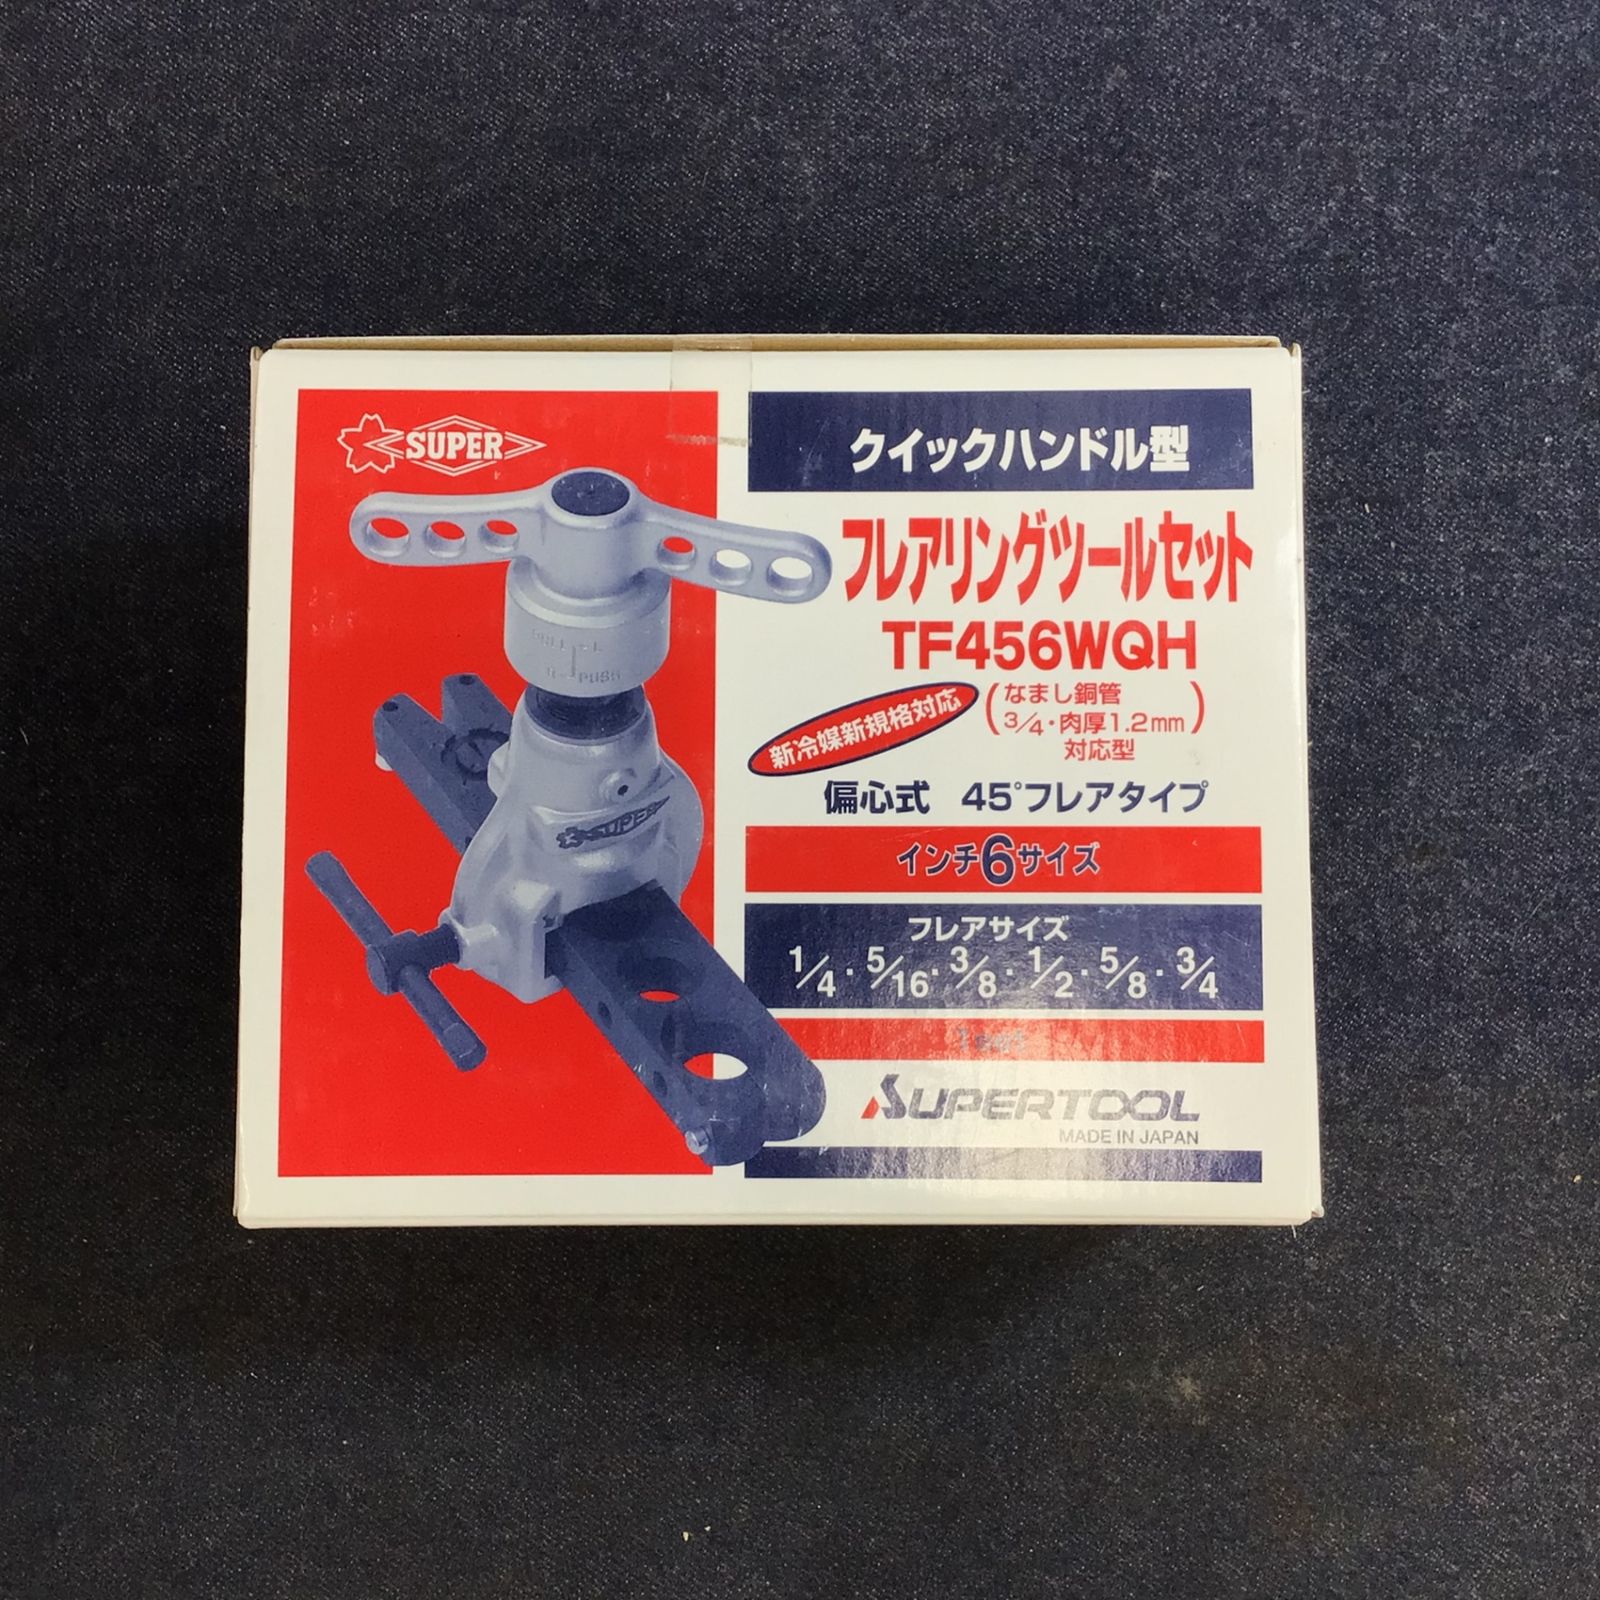 SUPER
クイックハンドル型
フレアリングツールセット
TF456WQH
新冷媒新規格対応
(なまし銅管
3/4・肉厚1.2mm)
対応型
偏心式 45°フレアタイプ
インチ6サイズ
フレアサイズ
1/4・5/16・3/8・1/2・5/8・3/4
SUPERTOOL
MADE IN JAPAN
PUSH
SUPER